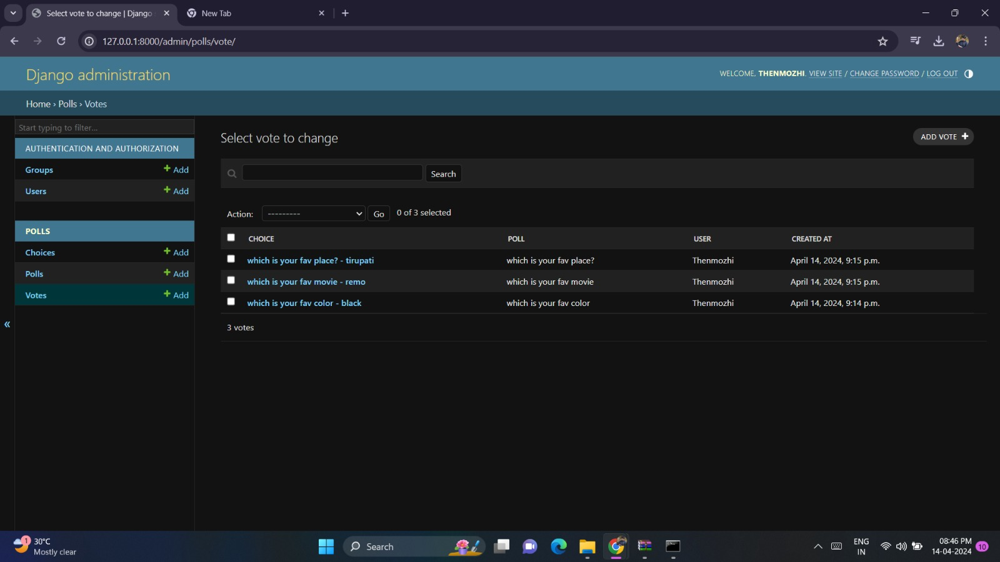 Select vote to change | Django
New Tab
127.0.0.1:8000/admin/polls/vote/
Django administration
WELCOME, THENMOZHI. VIEW SITE / CHANGE PASSWORD / LOG OUT
Home › Polls › Votes
Start typing to filter...
AUTHENTICATION AND AUTHORIZATION
Groups + Add
Users + Add
POLLS
Choices + Add
Polls + Add
Votes + Add
«
Select vote to change
ADD VOTE +
Search
Action: --------- Go 0 of 3 selected
CHOICE POLL USER CREATED AT
which is your fav place? - tirupati which is your fav place? Thenmozhi April 14, 2024, 9:15 p.m.
which is your fav movie - remo which is your fav movie Thenmozhi April 14, 2024, 9:15 p.m.
which is your fav color - black which is your fav color Thenmozhi April 14, 2024, 9:14 p.m.
3 votes
1
30°C
Mostly clear
Search
ENG
IN
08:46 PM
14-04-2024
10